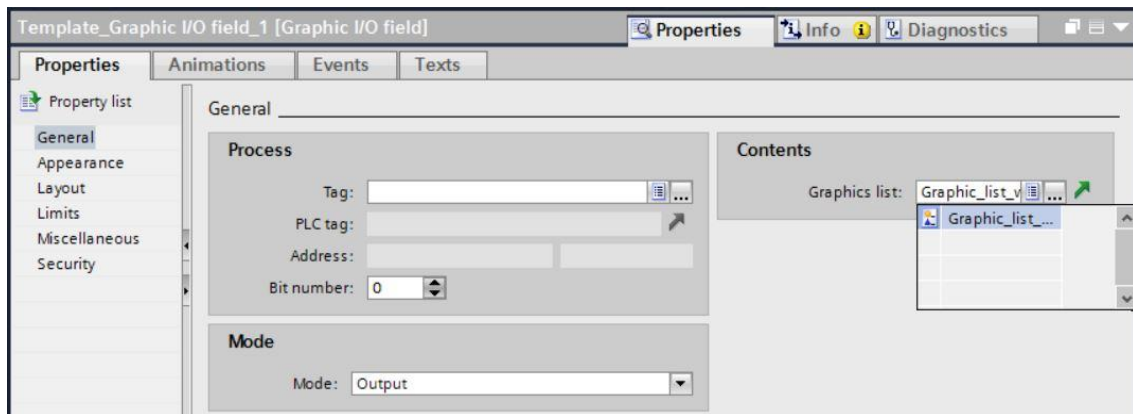 Template_Graphic I/O field_1 [Graphic I/O field]
Properties
Info
Diagnostics
Properties
Animations
Events
Texts
Property list
General
Appearance
Layout
Limits
Miscellaneous
Security
General
Process
Tag:
...
PLC tag:
Address:
Bit number: 0
Mode
Mode: Output
Contents
Graphics list: Graphic_list_v ...
Graphic_list_...